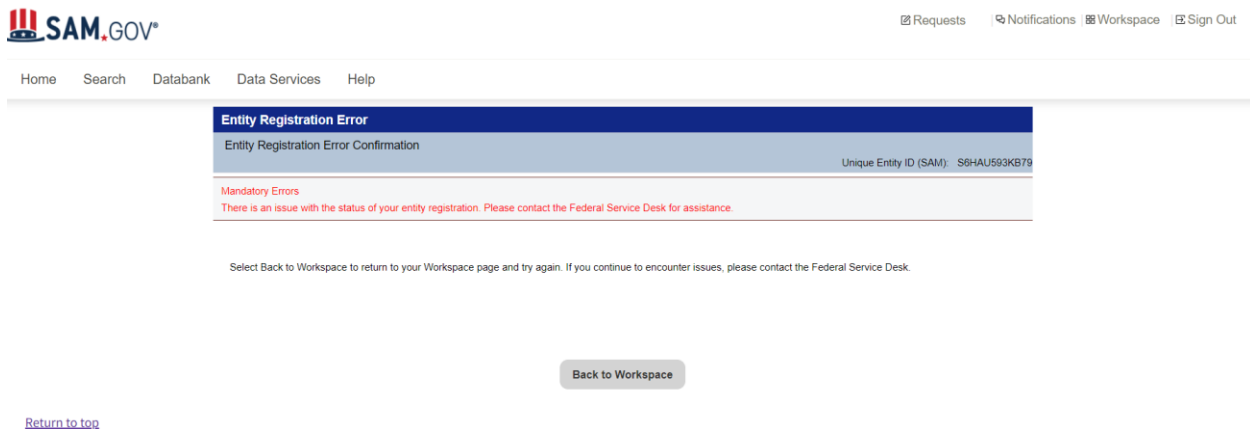 SAM.GOV®
Requests Notifications Workspace Sign Out
Home Search Databank Data Services Help
Entity Registration Error
Entity Registration Error Confirmation
Unique Entity ID (SAM): S6HAU593KB79
Mandatory Errors
There is an issue with the status of your entity registration. Please contact the Federal Service Desk for assistance.
Select Back to Workspace to return to your Workspace page and try again. If you continue to encounter issues, please contact the Federal Service Desk.
Back to Workspace
Return to top